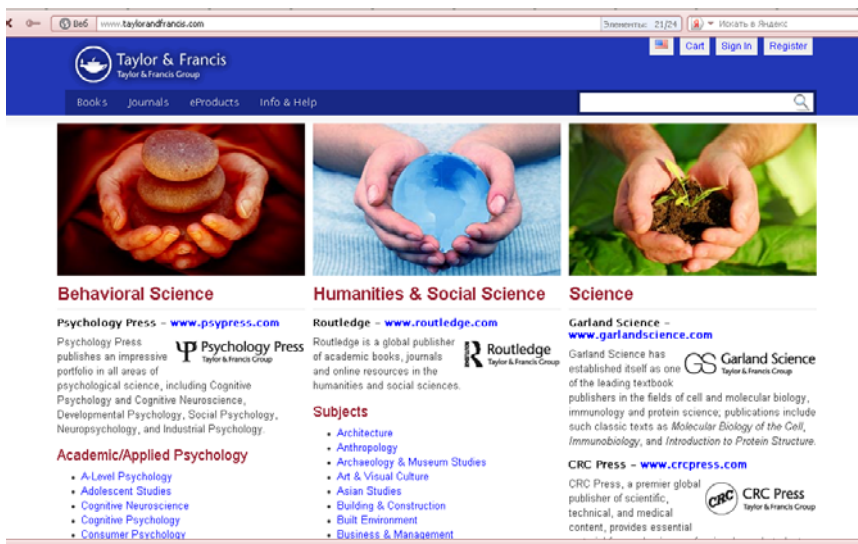 Веб www.taylorandfrancis.com Элементы: 21/24 Искать в Яндекс
Cart Sign In Register
Taylor & Francis
Taylor & Francis Group
Books Journals eProducts Info & Help
Behavioral Science
Psychology Press – www.psypress.com
Psychology Press
publishes an impressive
portfolio in all areas of
psychological science, including Cognitive
Psychology and Cognitive Neuroscience,
Developmental Psychology, Social Psychology,
Neuropsychology, and Industrial Psychology.
Psychology Press
Taylor & Francis Group
Academic/Applied Psychology
• A-Level Psychology
• Adolescent Studies
• Cognitive Neuroscience
• Cognitive Psychology
• Consumer Psychology
Humanities & Social Science
Routledge – www.routledge.com
Routledge is a global publisher
of academic books, journals
and online resources in the
humanities and social sciences.
Routledge
Taylor & Francis Group
Subjects
• Architecture
• Anthropology
• Archaeology & Museum Studies
• Art & Visual Culture
• Asian Studies
• Building & Construction
• Built Environment
• Business & Management
Science
Garland Science –
www.garlandscience.com
Garland Science has
established itself as one
of the leading textbook
publishers in the fields of cell and molecular biology,
immunology and protein science; publications include
such classic texts as Molecular Biology of the Cell,
Immunobiology, and Introduction to Protein Structure.
GS Garland Science
Taylor & Francis Group
CRC Press – www.crcpress.com
CRC Press, a premier global
publisher of scientific,
technical, and medical
content, provides essential
CRC CRC Press
Taylor & Francis Group